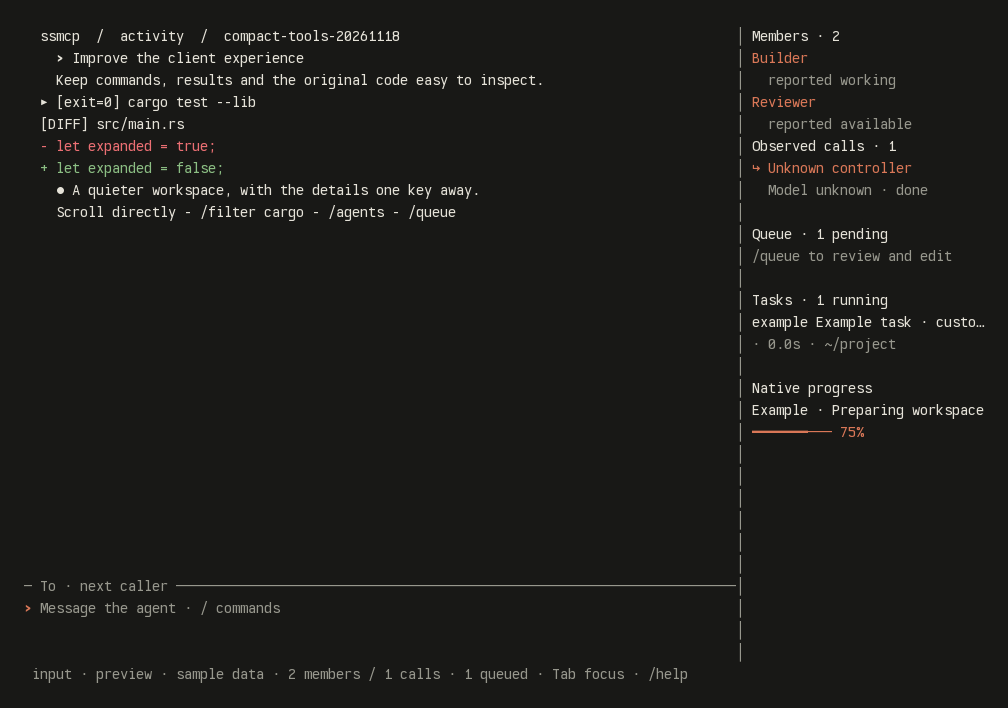 ssmcp / activity / compact-tools-20261118
› Improve the client experience
Keep commands, results and the original code easy to inspect.
▸ [exit=0] cargo test --lib
[DIFF] src/main.rs
- let expanded = true;
+ let expanded = false;
● A quieter workspace, with the details one key away.
Scroll directly - /filter cargo - /agents - /queue
To · next caller
› Message the agent · / commands
Members · 2
Builder
reported working
Reviewer
reported available
Observed calls · 1
↪ Unknown controller
Model unknown · done
Queue · 1 pending
/queue to review and edit
Tasks · 1 running
example Example task · custo…
· 0.0s · ~/project
Native progress
Example · Preparing workspace
75%
input · preview · sample data · 2 members / 1 calls · 1 queued · Tab focus · /help